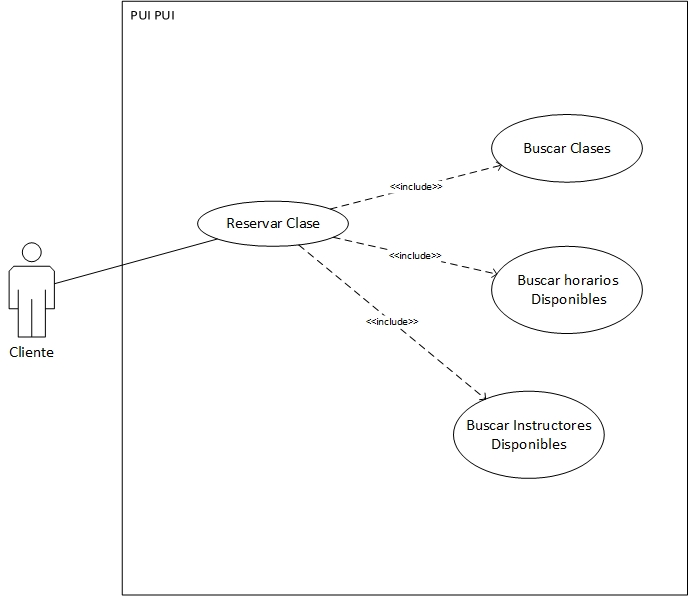 PUI PUI
Buscar Clases
<<include>>
Reservar Clase
<<include>>
Buscar horarios
Disponibles
<<include>>
Cliente
Buscar Instructores
Disponibles